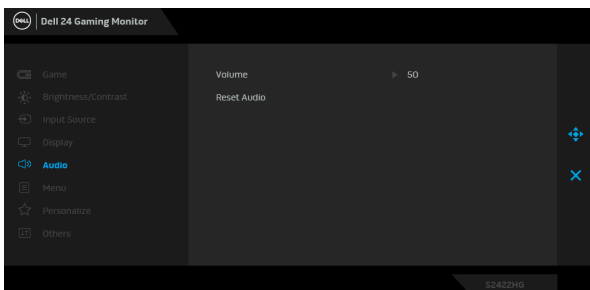 DELL Dell 24 Gaming Monitor
Game
Volume 50
Brightness/Contrast
Reset Audio
Input Source
Display
Audio
Menu
Personalize
Others
S2422HG